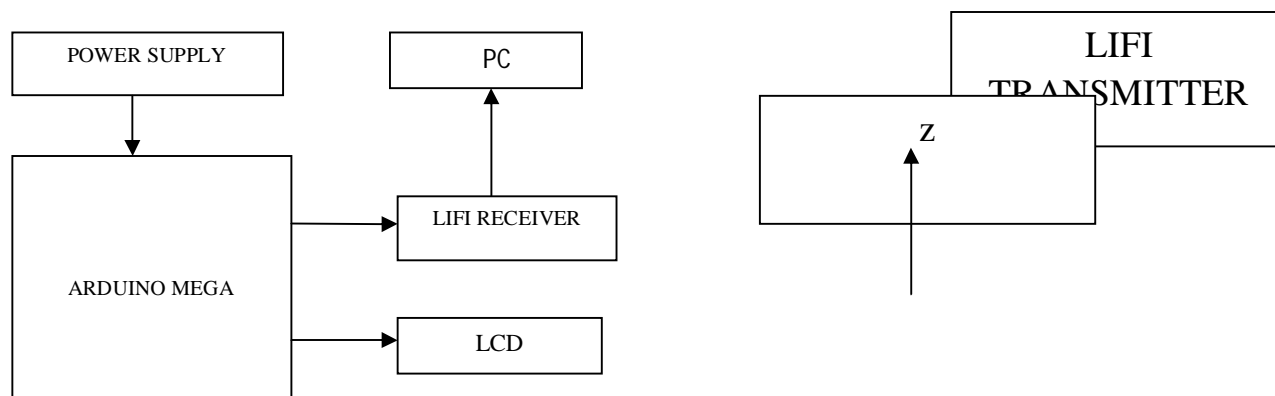 POWER SUPPLY
PC
LIFI
TRANSMITTER
Z
LIFI RECEIVER
ARDUINO MEGA
LCD